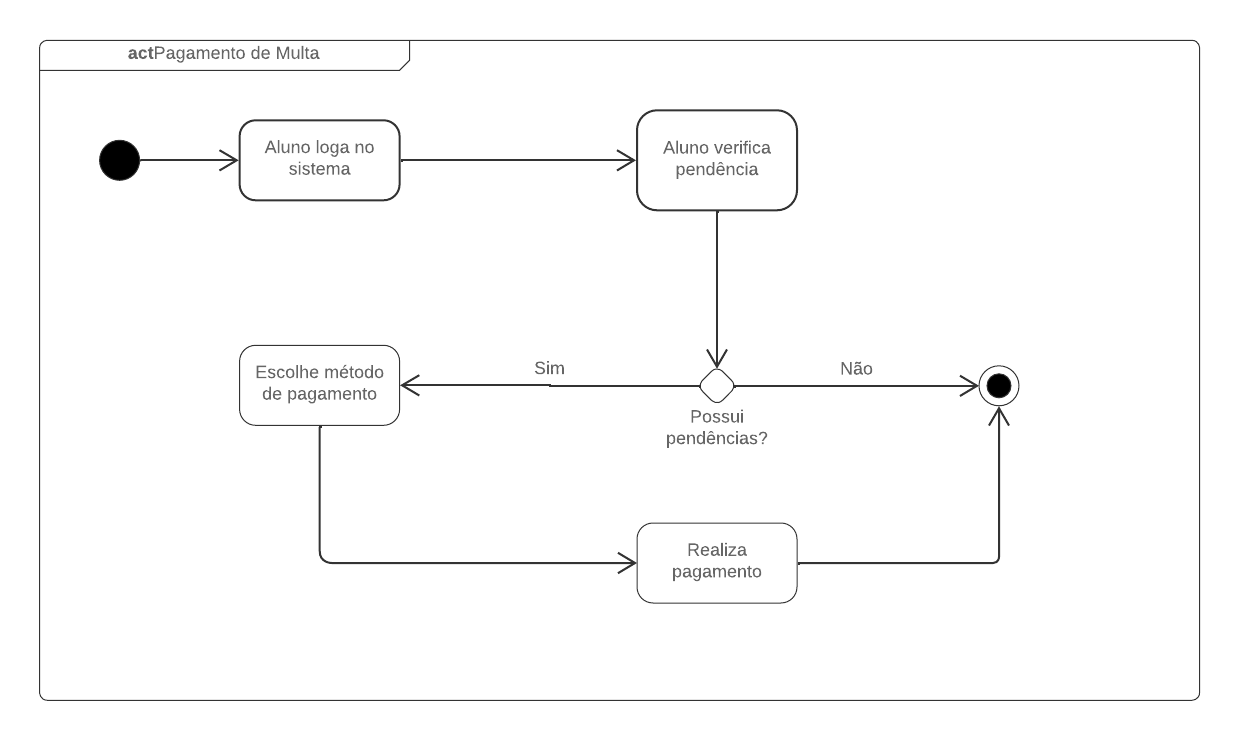 actPagamento de Multa
Aluno loga no
sistema
Aluno verifica
pendência
Escolhe método
de pagamento
Sim
Não
Possui
pendências?
Realiza
pagamento